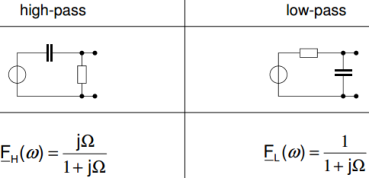 high-pass
low-pass
F_H(ω) = jΩ / (1 + jΩ)
F_L(ω) = 1 / (1 + jΩ)